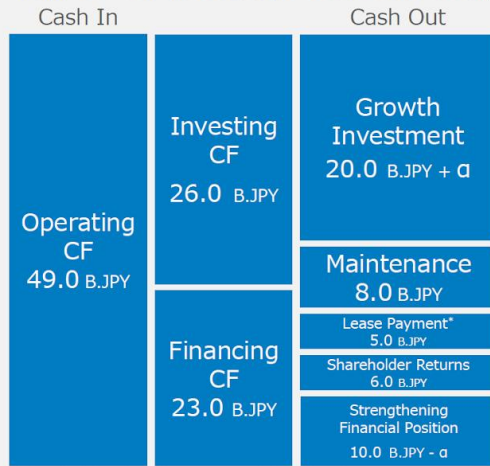 Cash In
Cash Out
Operating
CF
49.0 B.JPY
Investing
CF
26.0 B.JPY
Financing
CF
23.0 B.JPY
Growth
Investment
20.0 B.JPY + α
Maintenance
8.0 B.JPY
Lease Payment*
5.0 B.JPY
Shareholder Returns
6.0 B.JPY
Strengthening
Financial Position
10.0 B.JPY - α